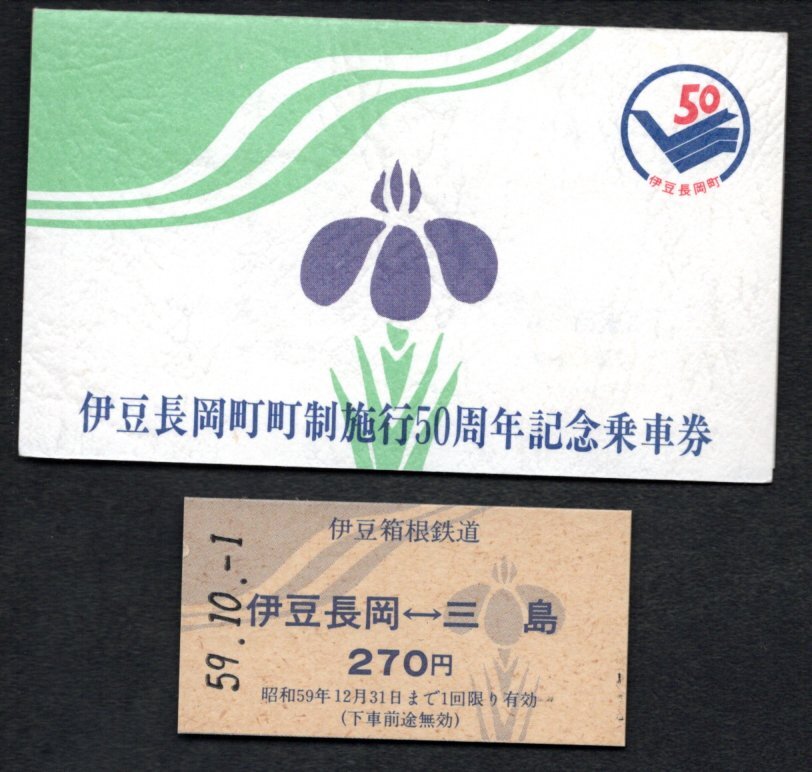 50
伊豆長岡町
伊豆長岡町町制施行50周年記念乗車券
伊豆箱根鉄道
59.10.-1
伊豆長岡↔三島
270円
昭和59年12月31日まで1回限り有効
(下車前途無効)